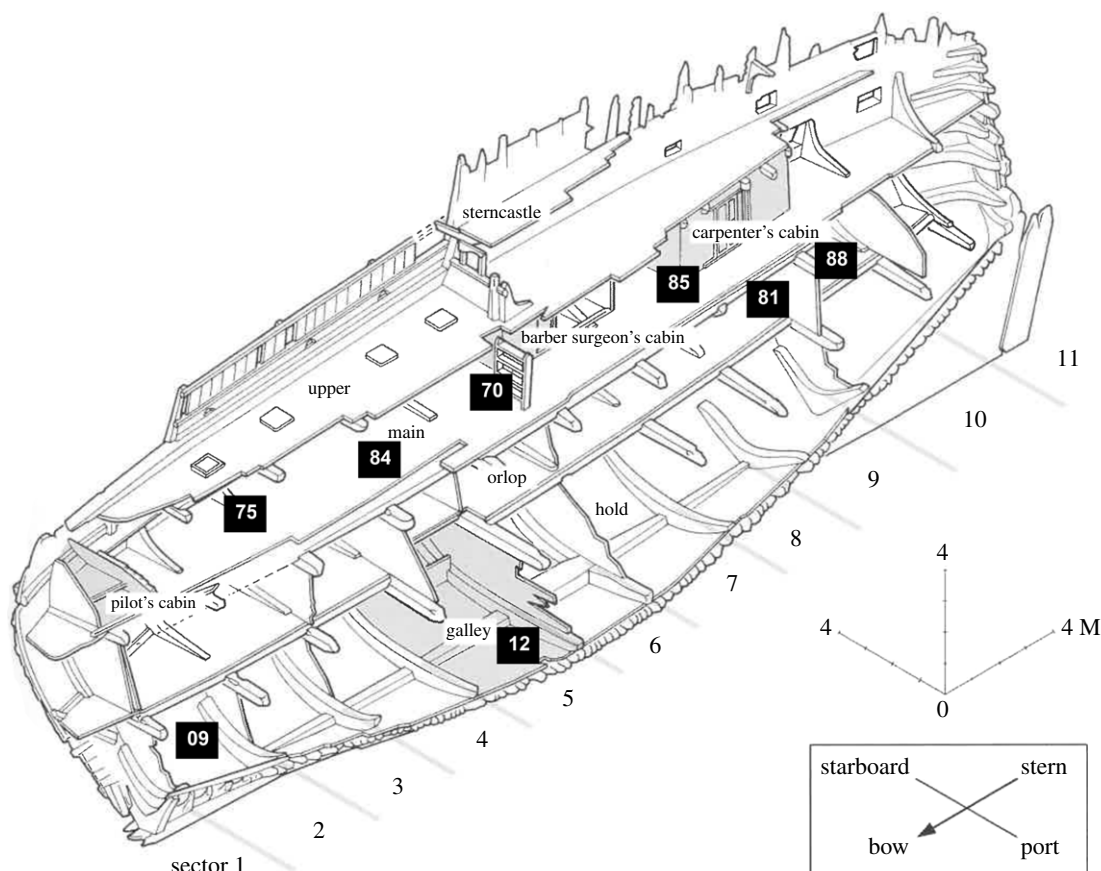 sterncastle
carpenter's cabin
88
85
81
barber surgeon's cabin
upper
70
main
84
orlop
75
hold
pilot's cabin
galley
12
09
11
10
9
8
7
6
5
4
3
2
sector 1
4
4
4 M
0
starboard
stern
bow
port